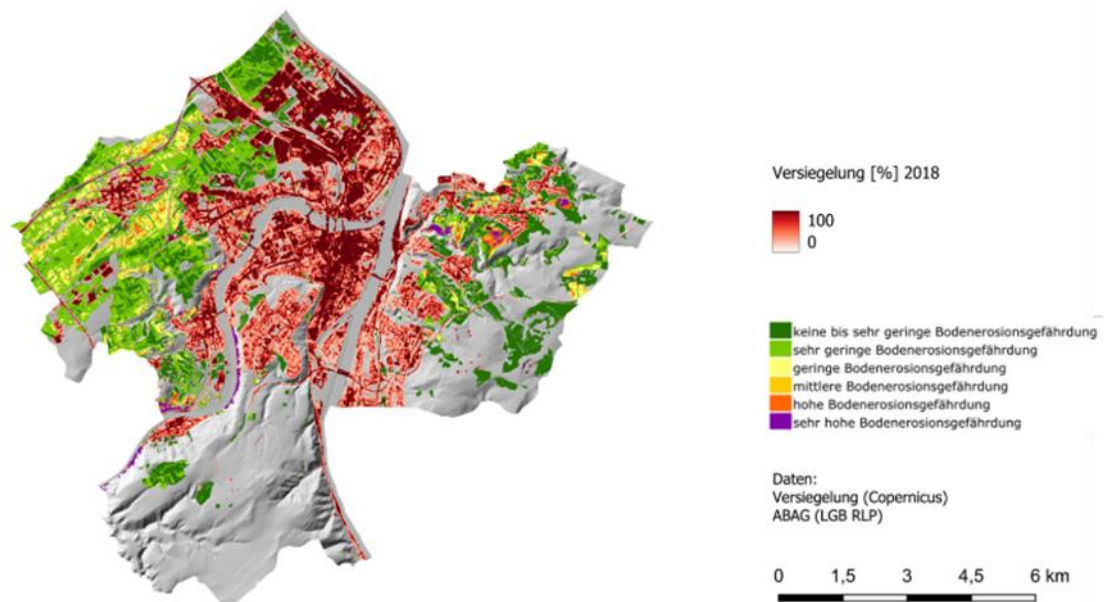 Versiegelung [%] 2018
100
0
keine bis sehr geringe Bodenerosionsgefährdung
sehr geringe Bodenerosionsgefährdung
geringe Bodenerosionsgefährdung
mittlere Bodenerosionsgefährdung
hohe Bodenerosionsgefährdung
sehr hohe Bodenerosionsgefährdung
Daten:
Versiegelung (Copernicus)
ABAG (LGB RLP)
0 1,5 3 4,5 6 km